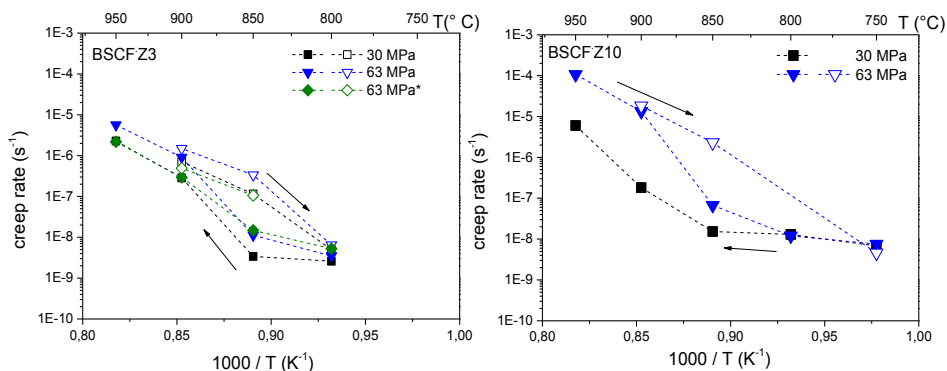 950 900 850 800 750 T(° C)
1E-3
1E-4
1E-5
1E-6
1E-7
1E-8
1E-9
1E-10
creep rate (s-1)
BSCF-Z3
30 MPa
63 MPa
63 MPa*
0,80 0,85 0,90 0,95 1,00
1000 / T (K-1)
950 900 850 800 750 T (° C)
1E-3
1E-4
1E-5
1E-6
1E-7
1E-8
1E-9
1E-10
creep rate (s-1)
BSCF-Z10
30 MPa
63 MPa
0,80 0,85 0,90 0,95 1,00
1000 / T (K-1)